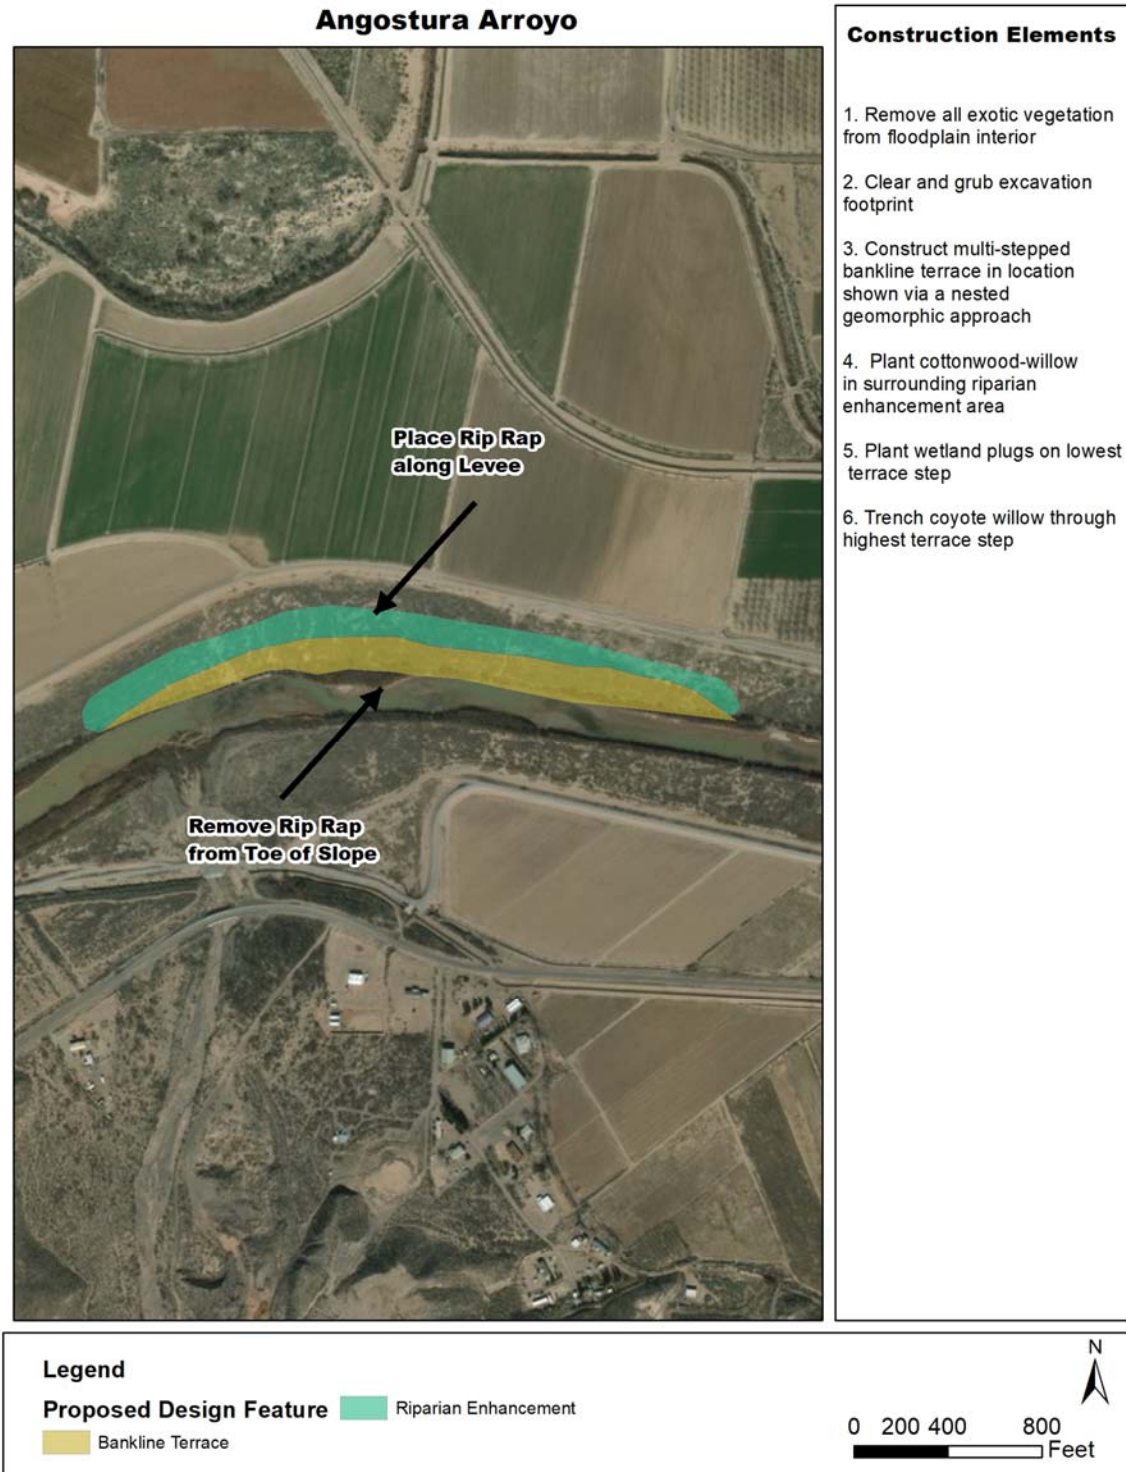 Angostura Arroyo
Construction Elements
1. Remove all exotic vegetation
from floodplain interior
2. Clear and grub excavation
footprint
3. Construct multi-stepped
bankline terrace in location
shown via a nested
geomorphic approach
4. Plant cottonwood-willow
in surrounding riparian
enhancement area
5. Plant wetland plugs on lowest
terrace step
6. Trench coyote willow through
highest terrace step
Place Rip Rap
along Levee
Remove Rip Rap
from Toe of Slope
Legend
Proposed Design Feature
Riparian Enhancement
Bankline Terrace
N
0 200 400 800
Feet